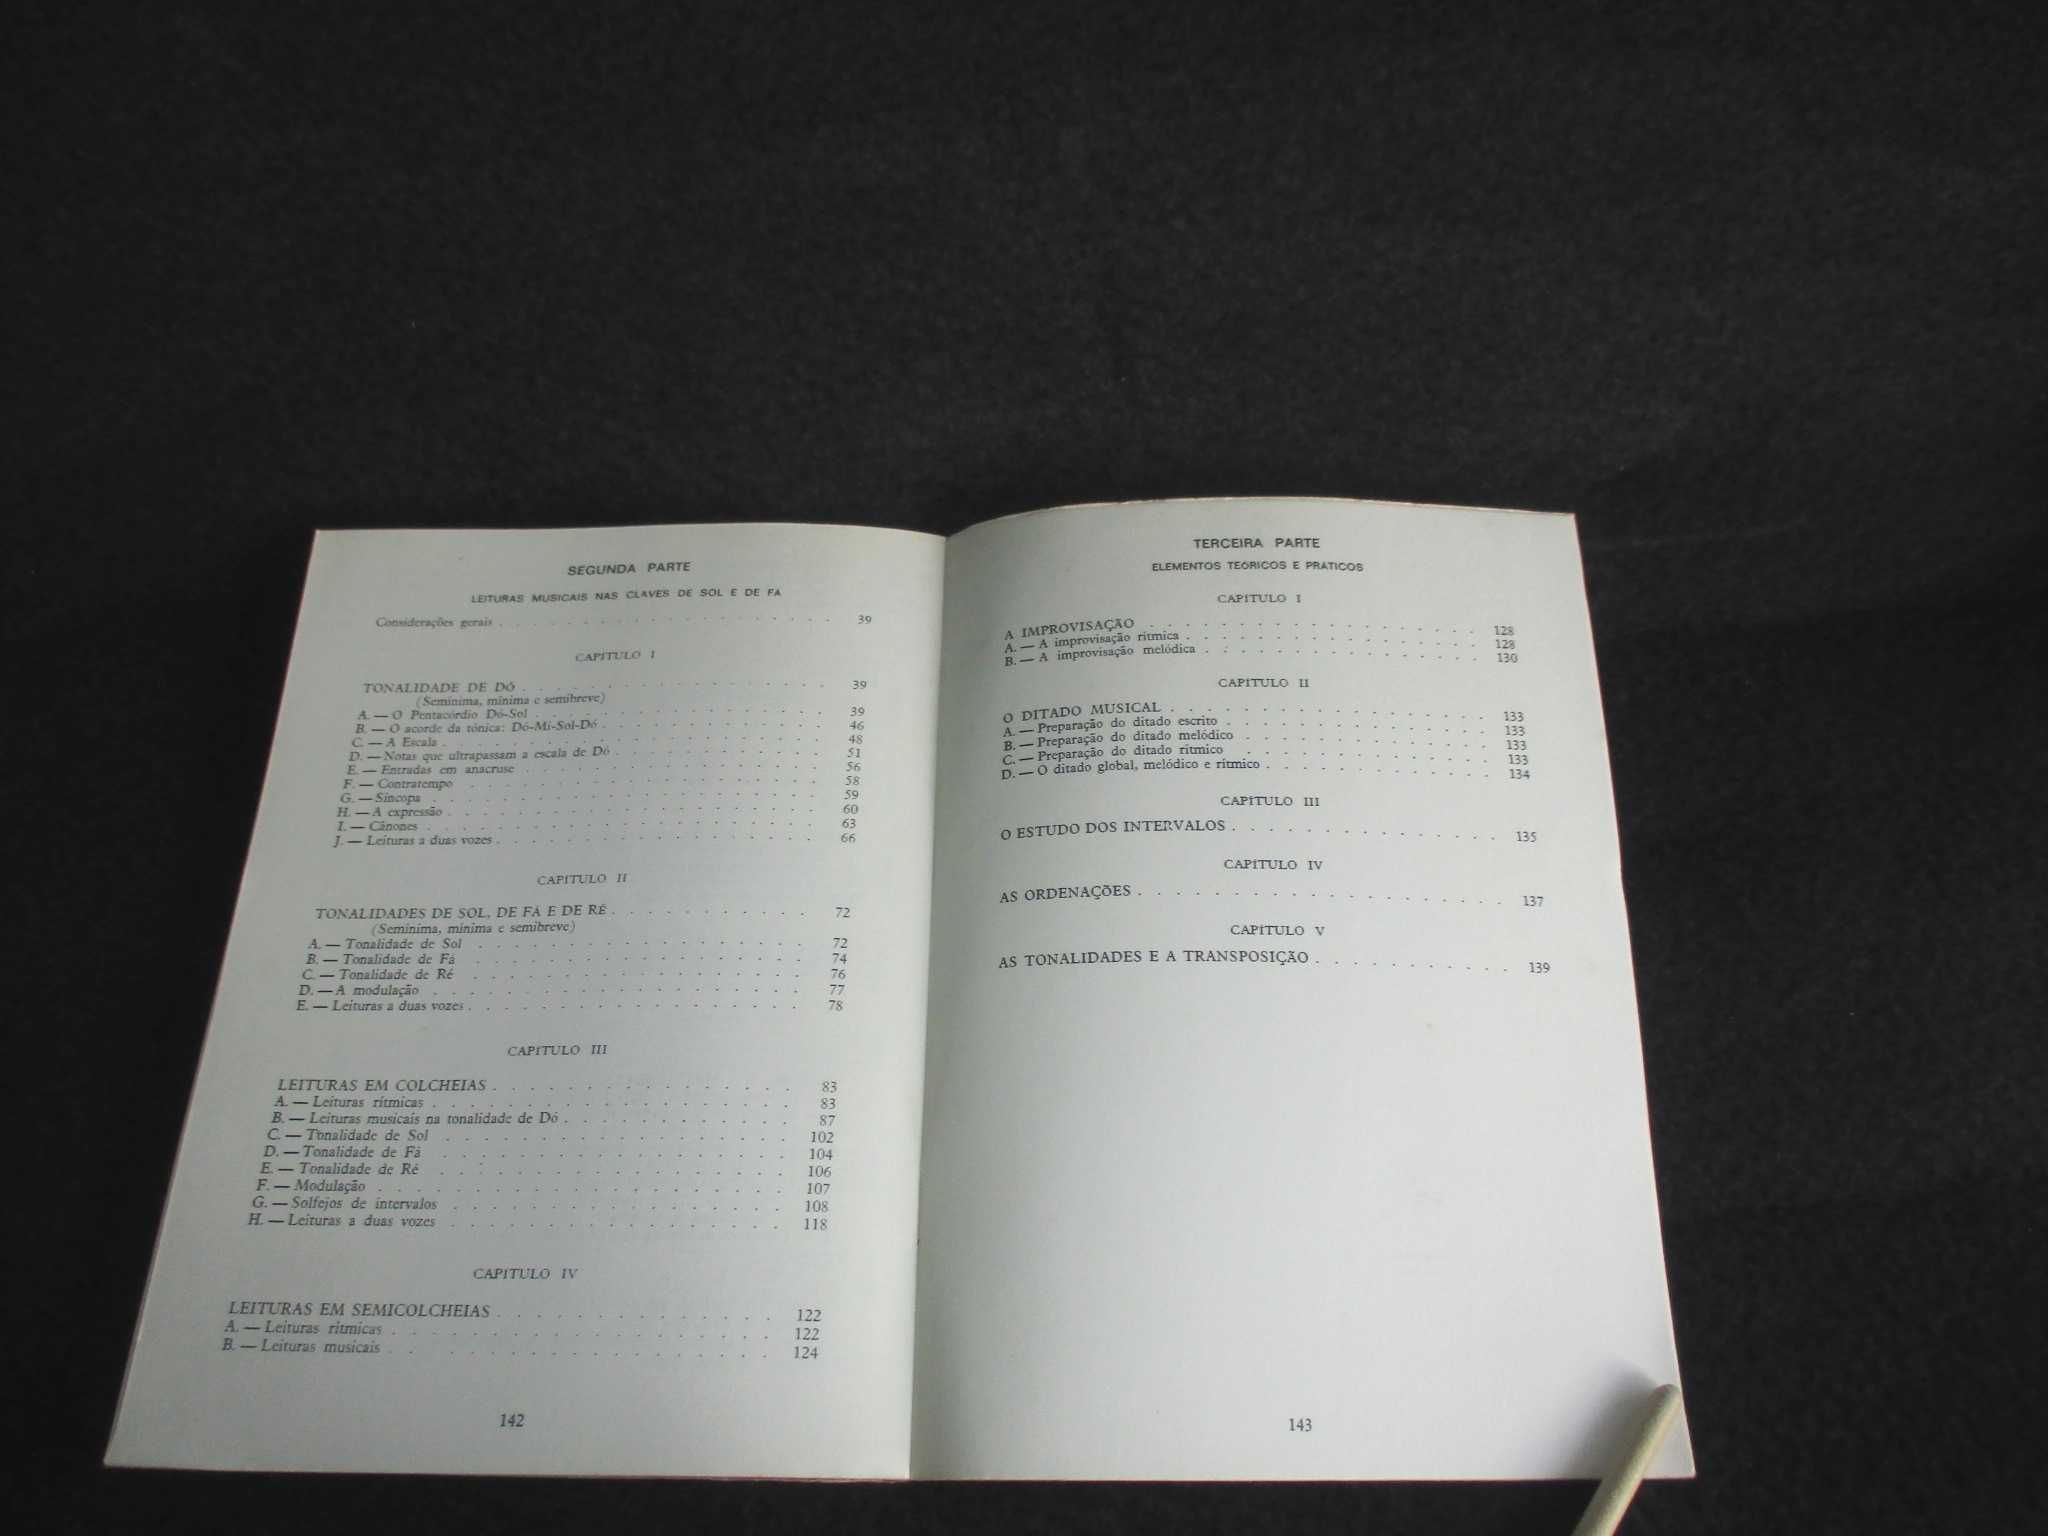 SEGUNDA PARTE
LEITURAS MUSICAIS NAS CLAVES DE SOL E DE FÁ
Considerações gerais . . . . . . . . . . . . . . . . . 39
CAPÍTULO I
TONALIDADE DE DÓ . . . . . . . . . . . . . . . . 39
(Semínima, mínima e semibreve)
A. — O Pentacórdio Dó-Sol . . . . . . . . . . . . . . . 39
B. — O acorde da tónica: Dó-Mi-Sol-Dó . . . . . . . . . . . 46
C. — A Escala . . . . . . . . . . . . . . . . . . . 48
D. — Notas que ultrapassam a escala de Dó . . . . . . . . . . 51
E. — Entradas em anacruse . . . . . . . . . . . . . . . 56
F. — Contratempo . . . . . . . . . . . . . . . . . . 58
G. — Síncopa . . . . . . . . . . . . . . . . . . . 59
H. — A expressão . . . . . . . . . . . . . . . . . . 60
I. — Cânones . . . . . . . . . . . . . . . . . . . 63
J. — Leituras a duas vozes . . . . . . . . . . . . . . . 66
CAPÍTULO II
TONALIDADES DE SOL, DE FÁ E DE RÉ . . . . . . . . . . . 72
(Semínima, mínima e semibreve)
A. — Tonalidade de Sol . . . . . . . . . . . . . . . . 72
B. — Tonalidade de Fá . . . . . . . . . . . . . . . . 74
C. — Tonalidade de Ré . . . . . . . . . . . . . . . . 76
D. — A modulação . . . . . . . . . . . . . . . . . . 77
E. — Leituras a duas vozes . . . . . . . . . . . . . . . 78
CAPÍTULO III
LEITURAS EM COLCHEIAS . . . . . . . . . . . . . . . 83
A. — Leituras rítmicas . . . . . . . . . . . . . . . . . 83
B. — Leituras musicais na tonalidade de Dó . . . . . . . . . . 87
C. — Tonalidade de Sol . . . . . . . . . . . . . . . . 102
D. — Tonalidade de Fá . . . . . . . . . . . . . . . . 104
E. — Tonalidade de Ré . . . . . . . . . . . . . . . . 106
F. — Modulação . . . . . . . . . . . . . . . . . . . 107
G. — Solfejos de intervalos . . . . . . . . . . . . . . . 108
H. — Leituras a duas vozes . . . . . . . . . . . . . . . 118
CAPÍTULO IV
LEITURAS EM SEMICOLCHEIAS . . . . . . . . . . . . . 122
A. — Leituras rítmicas . . . . . . . . . . . . . . . . . 122
B. — Leituras musicais . . . . . . . . . . . . . . . . . 124
142
TERCEIRA PARTE
ELEMENTOS TEÓRICOS E PRÁTICOS
CAPÍTULO I
A IMPROVISAÇÃO . . . . . . . . . . . . . . . . . 128
A. — A improvisação rítmica . . . . . . . . . . . . . . . 128
B. — A improvisação melódica . . . . . . . . . . . . . . 130
CAPÍTULO II
O DITADO MUSICAL . . . . . . . . . . . . . . . . . 133
A. — Preparação do ditado escrito . . . . . . . . . . . . . 133
B. — Preparação do ditado melódico . . . . . . . . . . . . 133
C. — Preparação do ditado rítmico . . . . . . . . . . . . . 133
D. — O ditado global, melódico e rítmico . . . . . . . . . . . 134
CAPÍTULO III
O ESTUDO DOS INTERVALOS . . . . . . . . . . . . . . 135
CAPÍTULO IV
AS ORDENAÇÕES . . . . . . . . . . . . . . . . . . 137
CAPÍTULO V
AS TONALIDADES E A TRANSPOSIÇÃO . . . . . . . . . . . 139
143